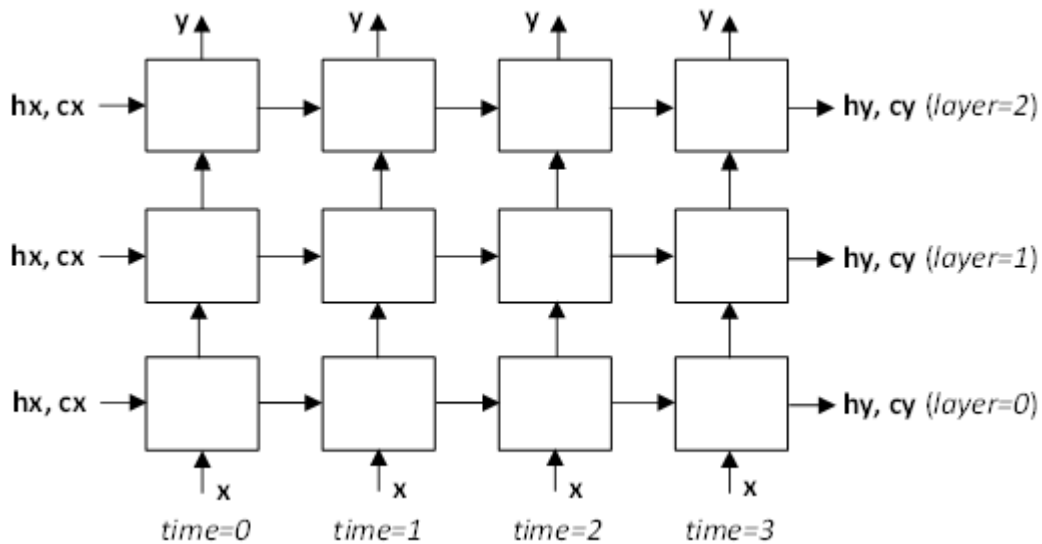 y y y y
hx, cx hy, cy (layer=2)
hx, cx hy, cy (layer=1)
hx, cx hy, cy (layer=0)
x x x x
time=0 time=1 time=2 time=3